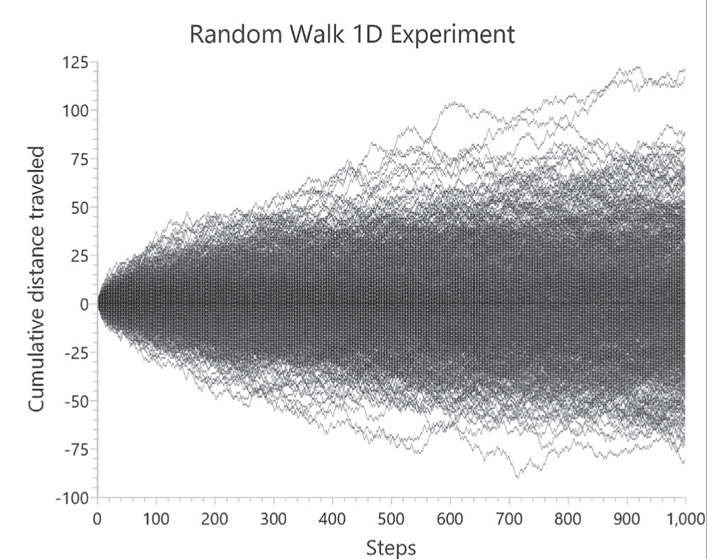 Random Walk 1D Experiment
Cumulative distance traveled
125
100
75
50
25
0
-25
-50
-75
-100
0 100 200 300 400 500 600 700 800 900 1,000
Steps